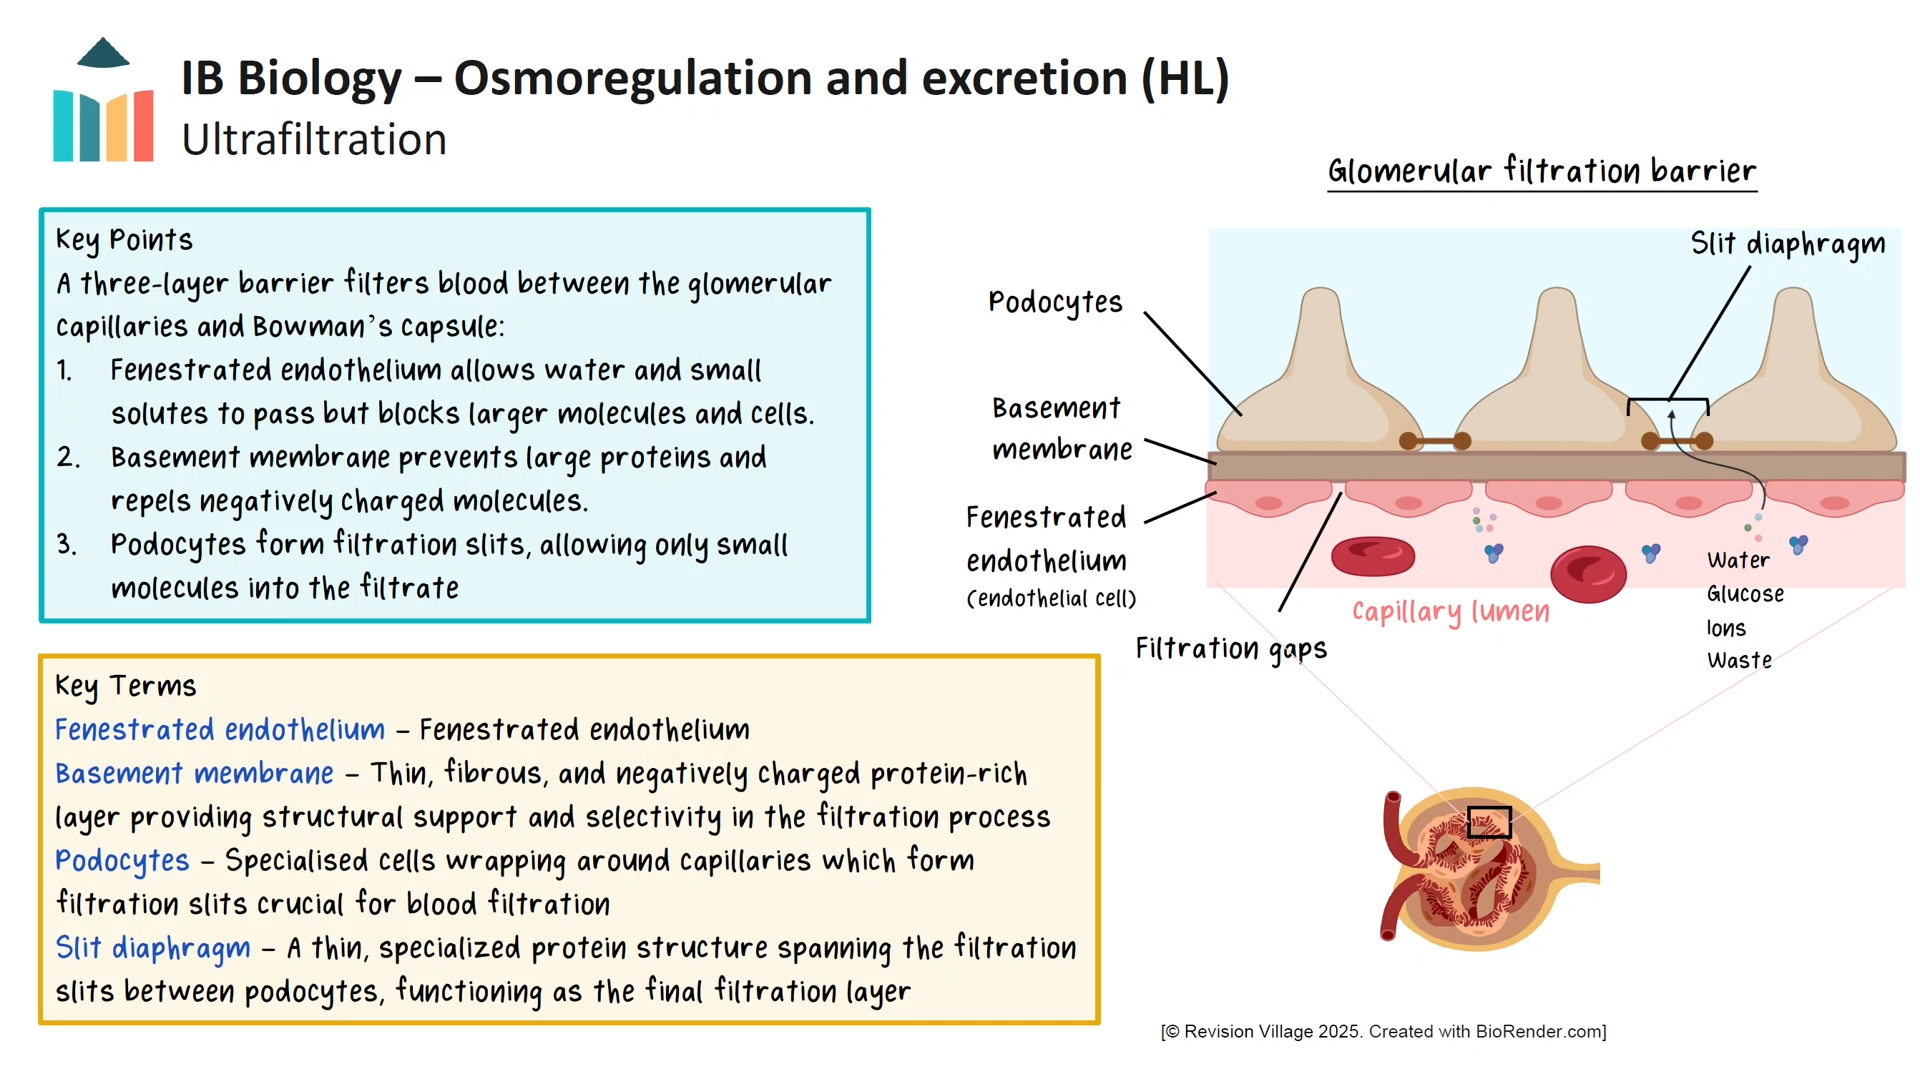 IB Biology – Osmoregulation and excretion (HL)
Ultrafiltration
Key Points
A three-layer barrier filters blood between the glomerular
capillaries and Bowman's capsule:
1. Fenestrated endothelium allows water and small
solutes to pass but blocks larger molecules and cells.
2. Basement membrane prevents large proteins and
repels negatively charged molecules.
3. Podocytes form filtration slits, allowing only small
molecules into the filtrate
Key Terms
Fenestrated endothelium – Fenestrated endothelium
Basement membrane – Thin, fibrous, and negatively charged protein-rich
layer providing structural support and selectivity in the filtration process
Podocytes – Specialised cells wrapping around capillaries which form
filtration slits crucial for blood filtration
Slit diaphragm – A thin, specialized protein structure spanning the filtration
slits between podocytes, functioning as the final filtration layer
Glomerular filtration barrier
Slit diaphragm
Podocytes
Basement
membrane
Fenestrated
endothelium
(endothelial cell)
Filtration gaps
Capillary lumen
Water
Glucose
Ions
Waste
[© Revision Village 2025. Created with BioRender.com]